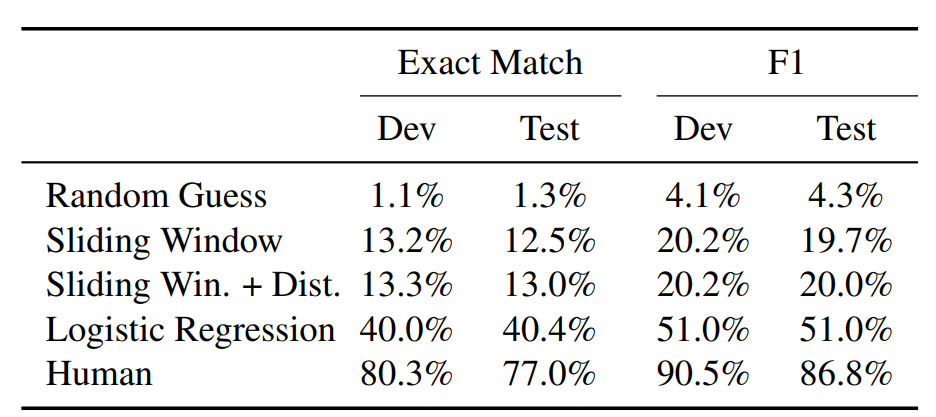 Exact Match F1
Dev Test Dev Test
Random Guess 1.1% 1.3% 4.1% 4.3%
Sliding Window 13.2% 12.5% 20.2% 19.7%
Sliding Win. + Dist. 13.3% 13.0% 20.2% 20.0%
Logistic Regression 40.0% 40.4% 51.0% 51.0%
Human 80.3% 77.0% 90.5% 86.8%